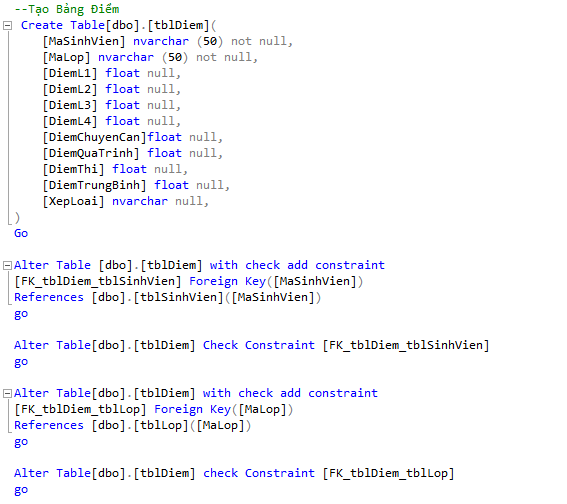 --Tạo Bảng Điểm
Create Table[dbo].[tblDiem](
[MaSinhVien] nvarchar (50) not null,
[MaLop] nvarchar (50) not null,
[DiemL1] float null,
[DiemL2] float null,
[DiemL3] float null,
[DiemL4] float null,
[DiemChuyenCan]float null,
[DiemQuaTrinh] float null,
[DiemThi] float null,
[DiemTrungBinh] float null,
[XepLoai] nvarchar null,
)
Go
Alter Table [dbo].[tblDiem] with check add constraint
[FK_tblDiem_tblSinhVien] Foreign Key([MaSinhVien])
References [dbo].[tblSinhVien]([MaSinhVien])
go
Alter Table[dbo].[tblDiem] Check Constraint [FK_tblDiem_tblSinhVien]
go
Alter Table[dbo].[tblDiem] with check add constraint
[FK_tblDiem_tblLop] Foreign Key([MaLop])
References [dbo].[tblLop]([MaLop])
go
Alter Table[dbo].[tblDiem] check Constraint [FK_tblDiem_tblLop]
go